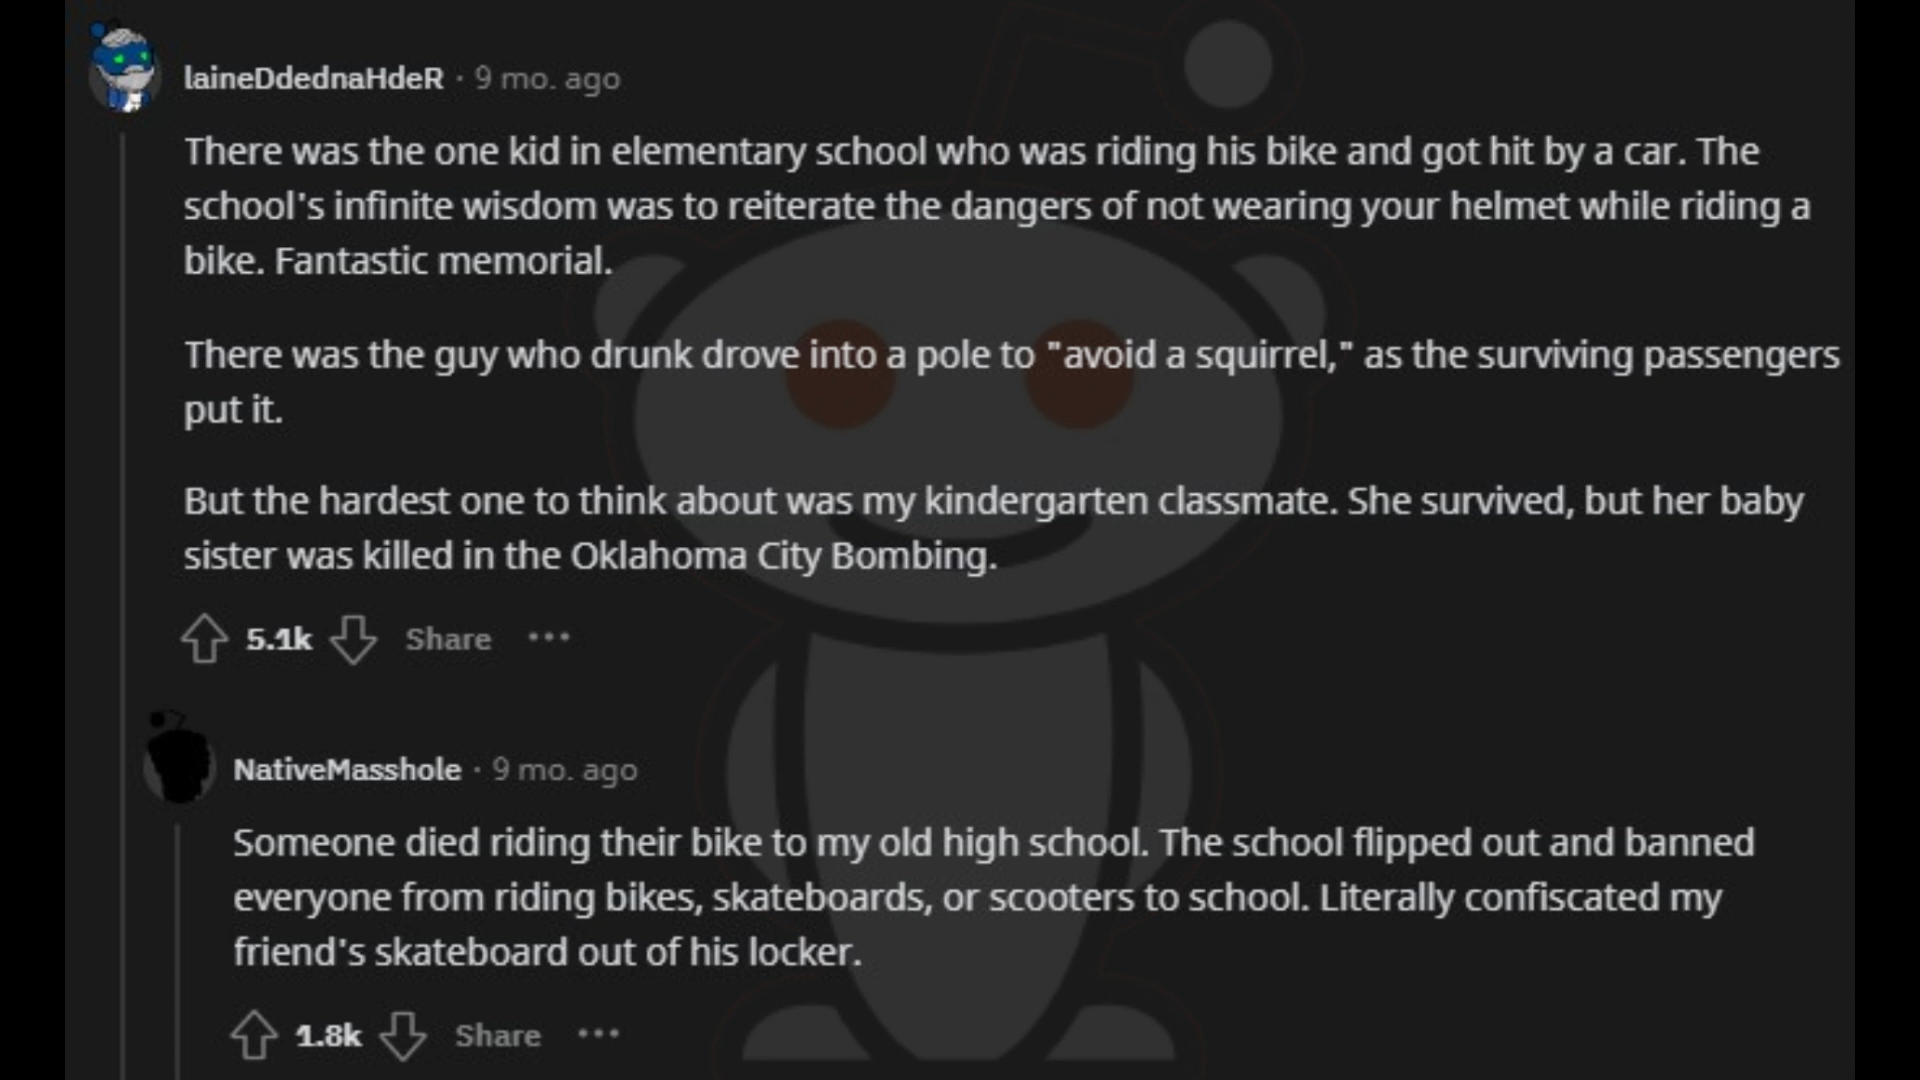 laineDdednaHdeR · 9 mo. ago
There was the one kid in elementary school who was riding his bike and got hit by a car. The
school's infinite wisdom was to reiterate the dangers of not wearing your helmet while riding a
bike. Fantastic memorial.
There was the guy who drunk drove into a pole to "avoid a squirrel," as the surviving passengers
put it.
But the hardest one to think about was my kindergarten classmate. She survived, but her baby
sister was killed in the Oklahoma City Bombing.
5.1k Share ···
NativeMasshole · 9 mo. ago
Someone died riding their bike to my old high school. The school flipped out and banned
everyone from riding bikes, skateboards, or scooters to school. Literally confiscated my
friend's skateboard out of his locker.
1.8k Share ···